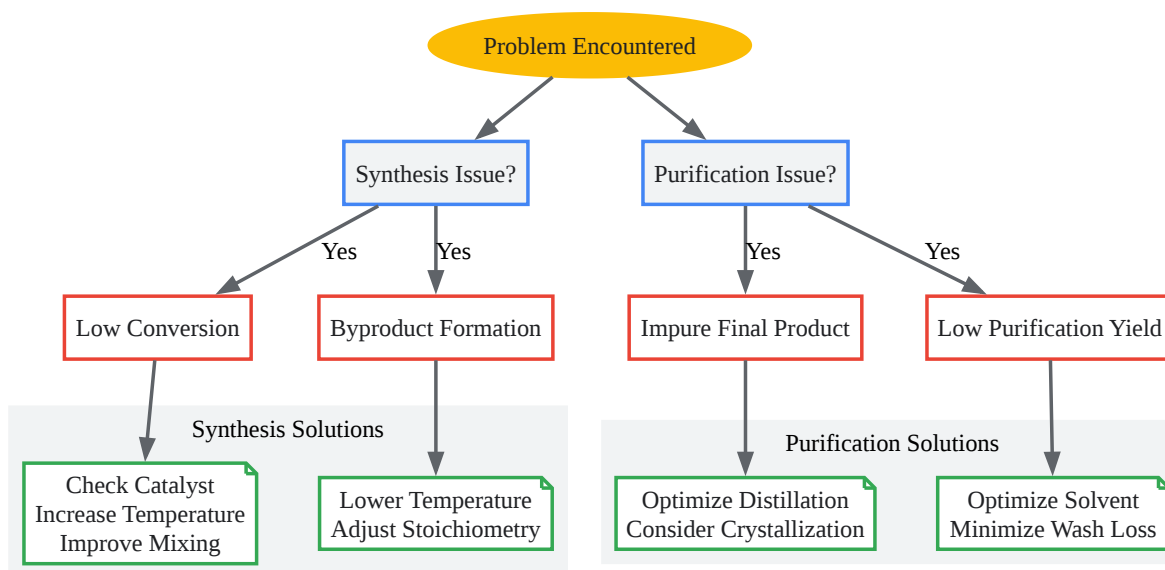 Problem Encountered
Synthesis Issue?
Purification Issue?
Yes
Yes
Yes
Yes
Low Conversion
Byproduct Formation
Impure Final Product
Low Purification Yield
Synthesis Solutions
Purification Solutions
Check Catalyst
Increase Temperature
Improve Mixing
Lower Temperature
Adjust Stoichiometry
Optimize Distillation
Consider Crystallization
Optimize Solvent
Minimize Wash Loss